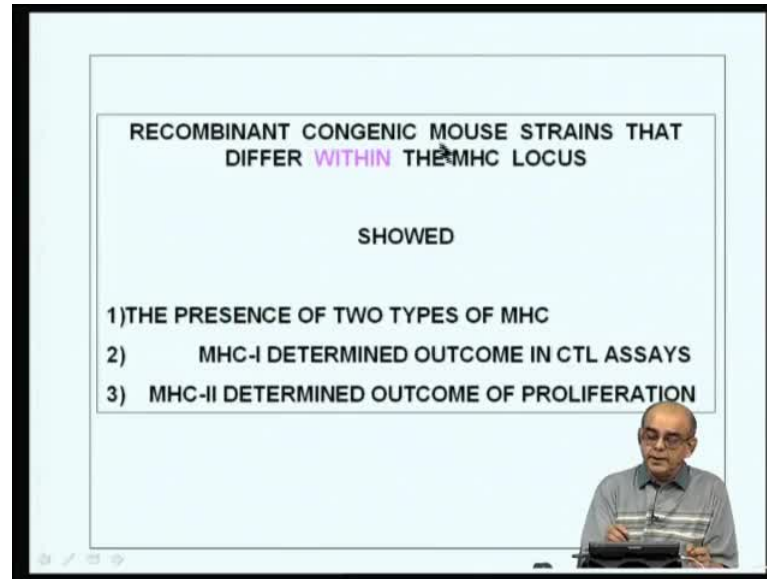 RECOMBINANT CONGENIC MOUSE STRAINS THAT
DIFFER WITHIN THE MHC LOCUS
SHOWED
1)THE PRESENCE OF TWO TYPES OF MHC
2) MHC-I DETERMINED OUTCOME IN CTL ASSAYS
3) MHC-II DETERMINED OUTCOME OF PROLIFERATION